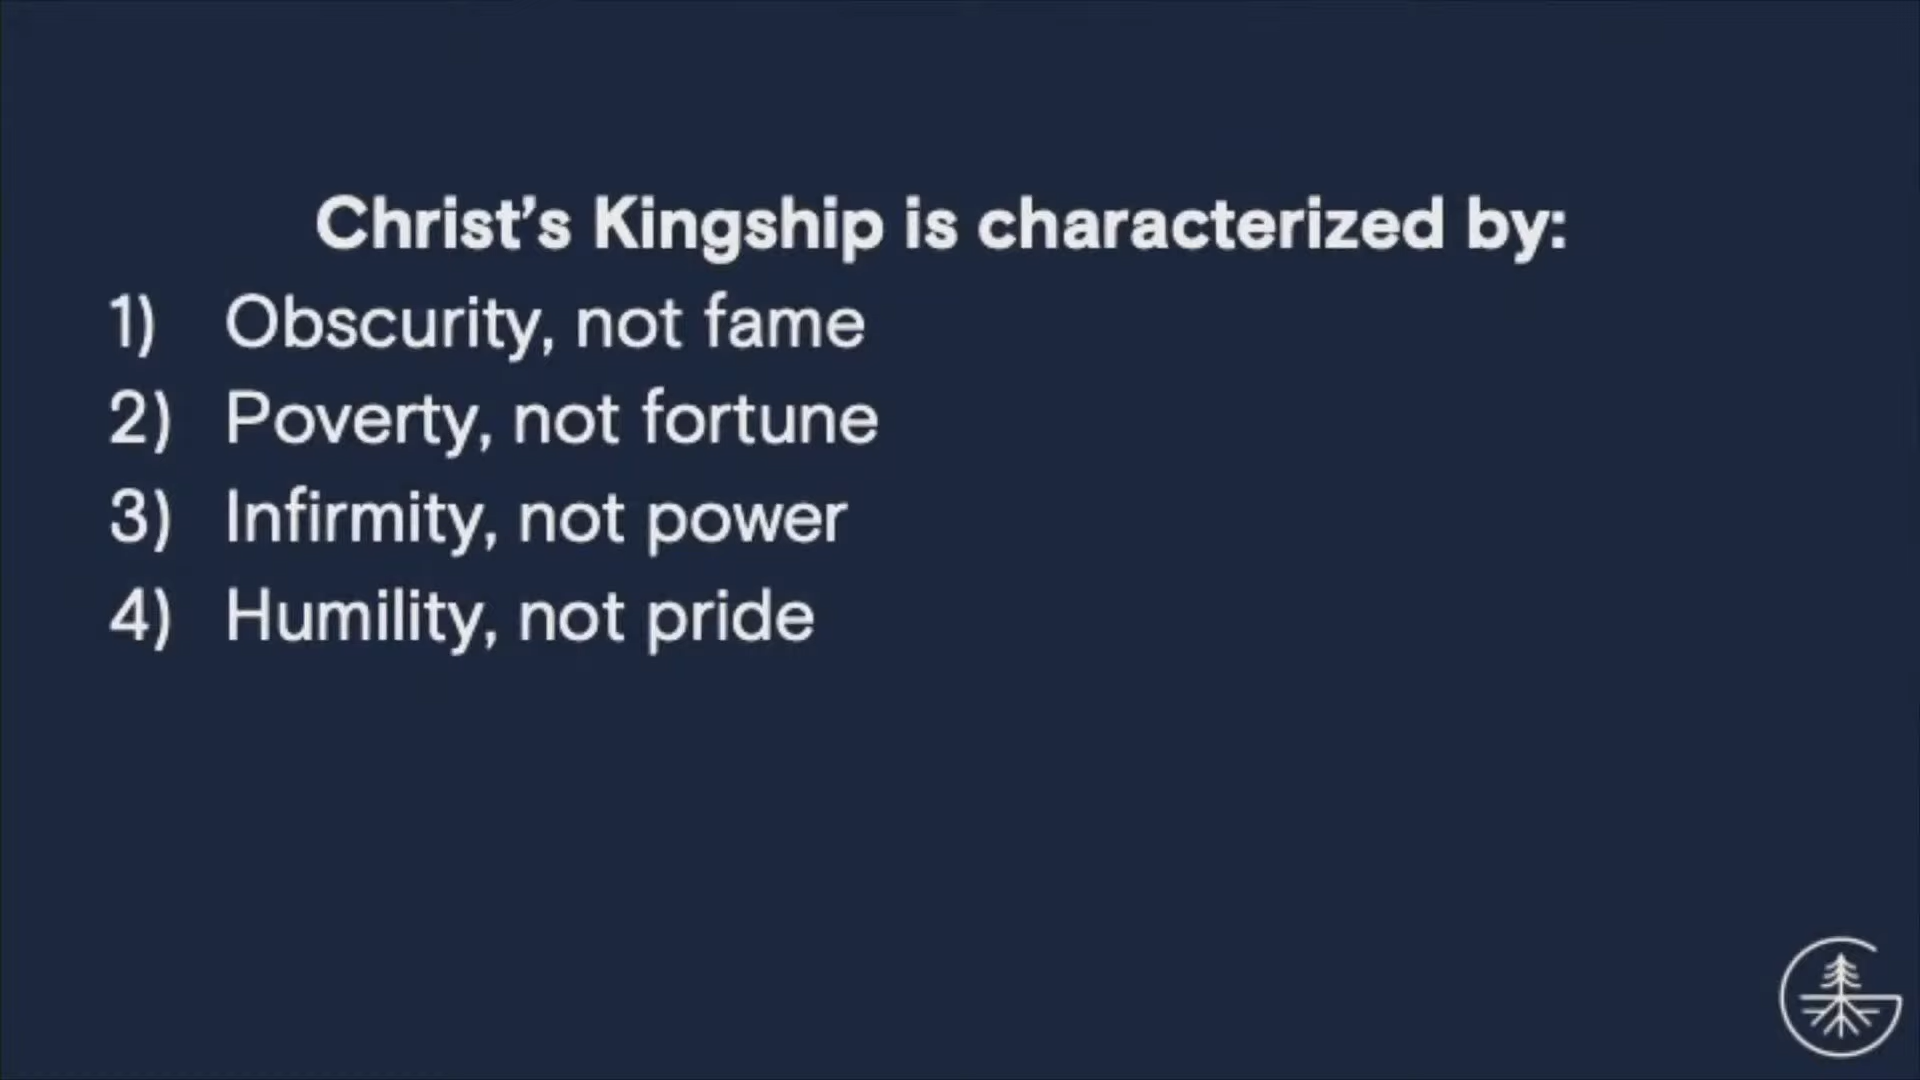 Christ’s Kingship is characterized by:
1) Obscurity, not fame
2) Poverty, not fortune
3) Infirmity, not power
4) Humility, not pride